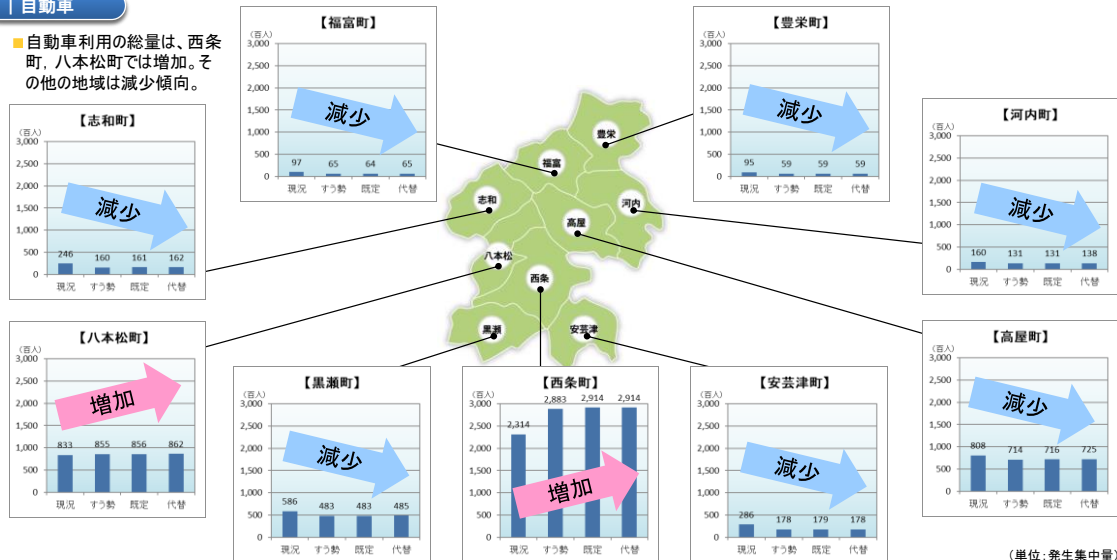 自動車
■自動車利用の総量は、西条
町，八本松町では増加。そ
の他の地域は減少傾向。
【福富町】
（百人）
3,000
2,500
2,000
1,500
1,000
500
0
減少
97 65 64 65
現況 すう勢 既定 代替
【豊栄町】
（百人）
3,000
2,500
2,000
1,500
1,000
500
0
減少
95 59 59 59
現況 すう勢 既定 代替
【志和町】
（百人）
3,000
2,500
2,000
1,500
1,000
500
0
減少
246 160 161 162
現況 すう勢 既定 代替
【河内町】
（百人）
3,000
2,500
2,000
1,500
1,000
500
0
減少
160 131 131 138
現況 すう勢 既定 代替
豊栄
福富
志和
河内
高屋
八本松
西条
黒瀬
安芸津
【八本松町】
（百人）
3,000
2,500
2,000
1,500
1,000
500
0
増加
833 855 856 862
現況 すう勢 既定 代替
【黒瀬町】
（百人）
3,000
2,500
2,000
1,500
1,000
500
0
減少
586 483 483 485
現況 すう勢 既定 代替
【西条町】
（百人）
3,000
2,500
2,000
1,500
1,000
500
0
2,314 2,883 2,914 2,914
増加
現況 すう勢 既定 代替
【安芸津町】
（百人）
3,000
2,500
2,000
1,500
1,000
500
0
減少
286 178 179 178
現況 すう勢 既定 代替
【高屋町】
（百人）
3,000
2,500
2,000
1,500
1,000
500
0
減少
808 714 716 725
現況 すう勢 既定 代替
（単位：発生集中量）